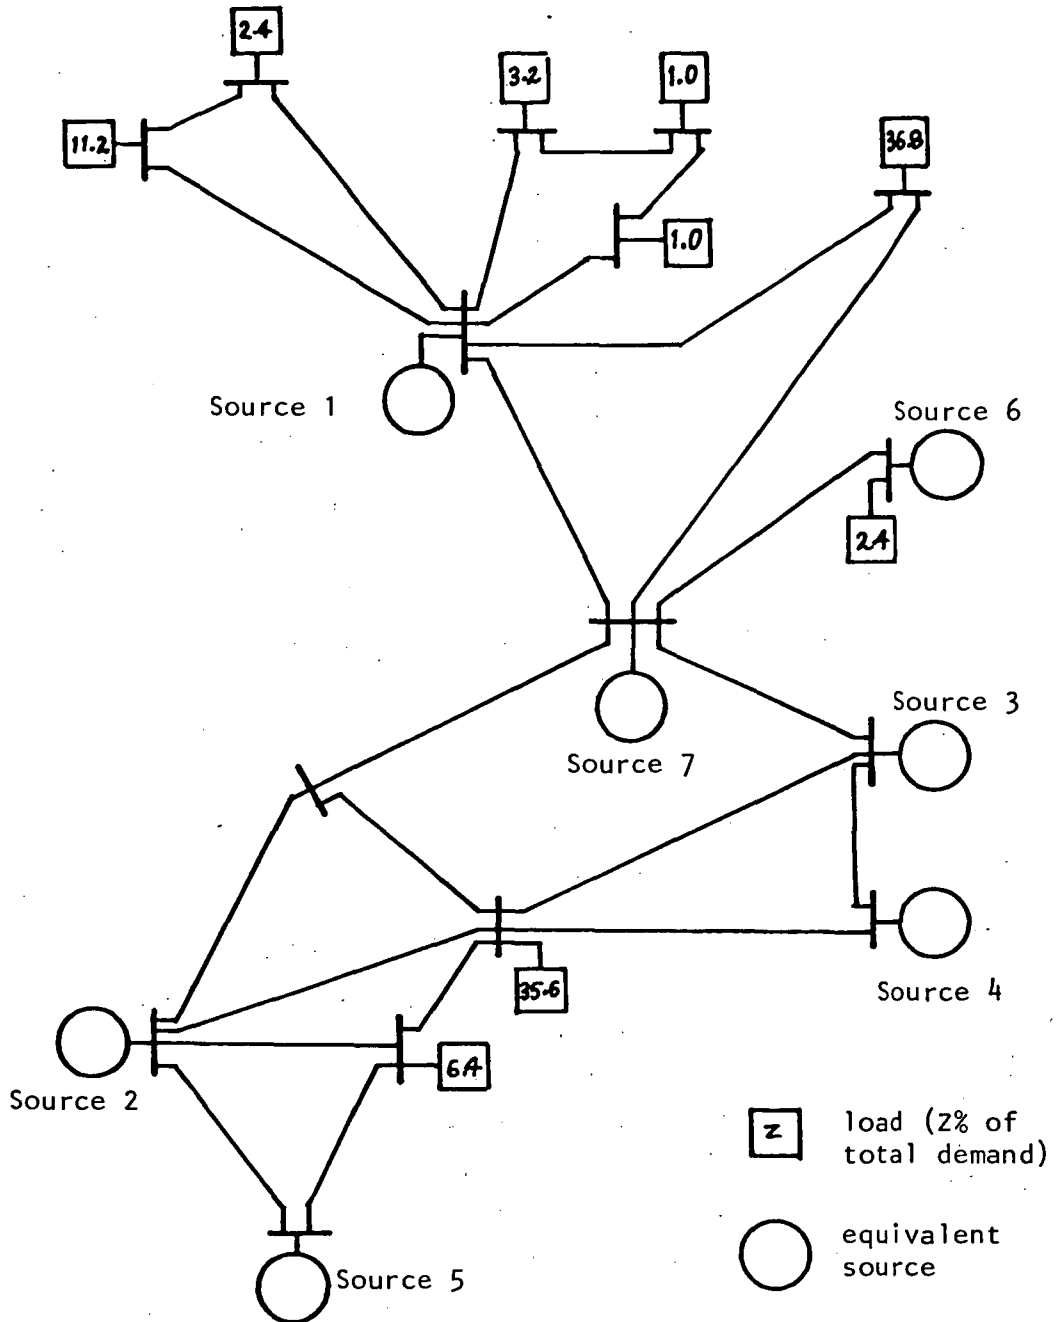 2.4
3.2
1.0
11.2
36.8
1.0
Source 1
Source 6
2.4
Source 3
Source 7
35.6
Source 4
6.4
Source 2
Z
load (Z% of
total demand)
equivalent
source
Source 5